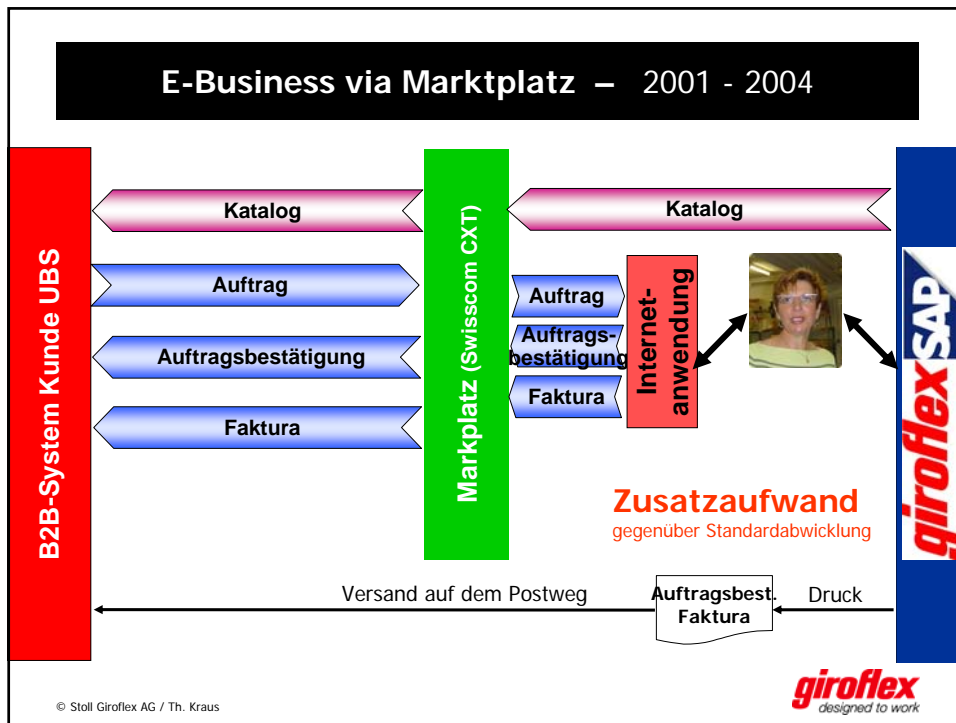 E-Business via Marktplatz – 2001 - 2004
B2B-System Kunde UBS
Katalog
Auftrag
Auftragsbestätigung
Faktura
Markplatz (Swisscom CXT)
Katalog
Auftrag
Auftrags-
bestätigung
Faktura
Internet-
anwendung
giroflex
SAP
Zusatzaufwand
gegenüber Standardabwicklung
Versand auf dem Postweg
Auftragsbest.
Faktura
Druck
© Stoll Giroflex AG / Th. Kraus
giroflex
designed to work